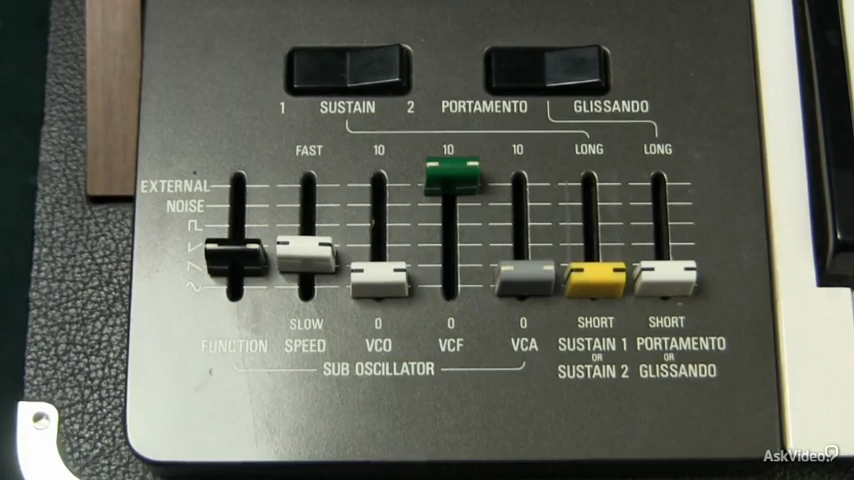 1 SUSTAIN 2 PORTAMENTO GLISSANDO
FAST 10 10 10 LONG LONG
EXTERNAL
NOISE
SLOW 0 0 0 SHORT SHORT
FUNCTION SPEED VCO VCF VCA SUSTAIN 1 PORTAMENTO
OR OR
SUB OSCILLATOR SUSTAIN 2 GLISSANDO
AskVideo